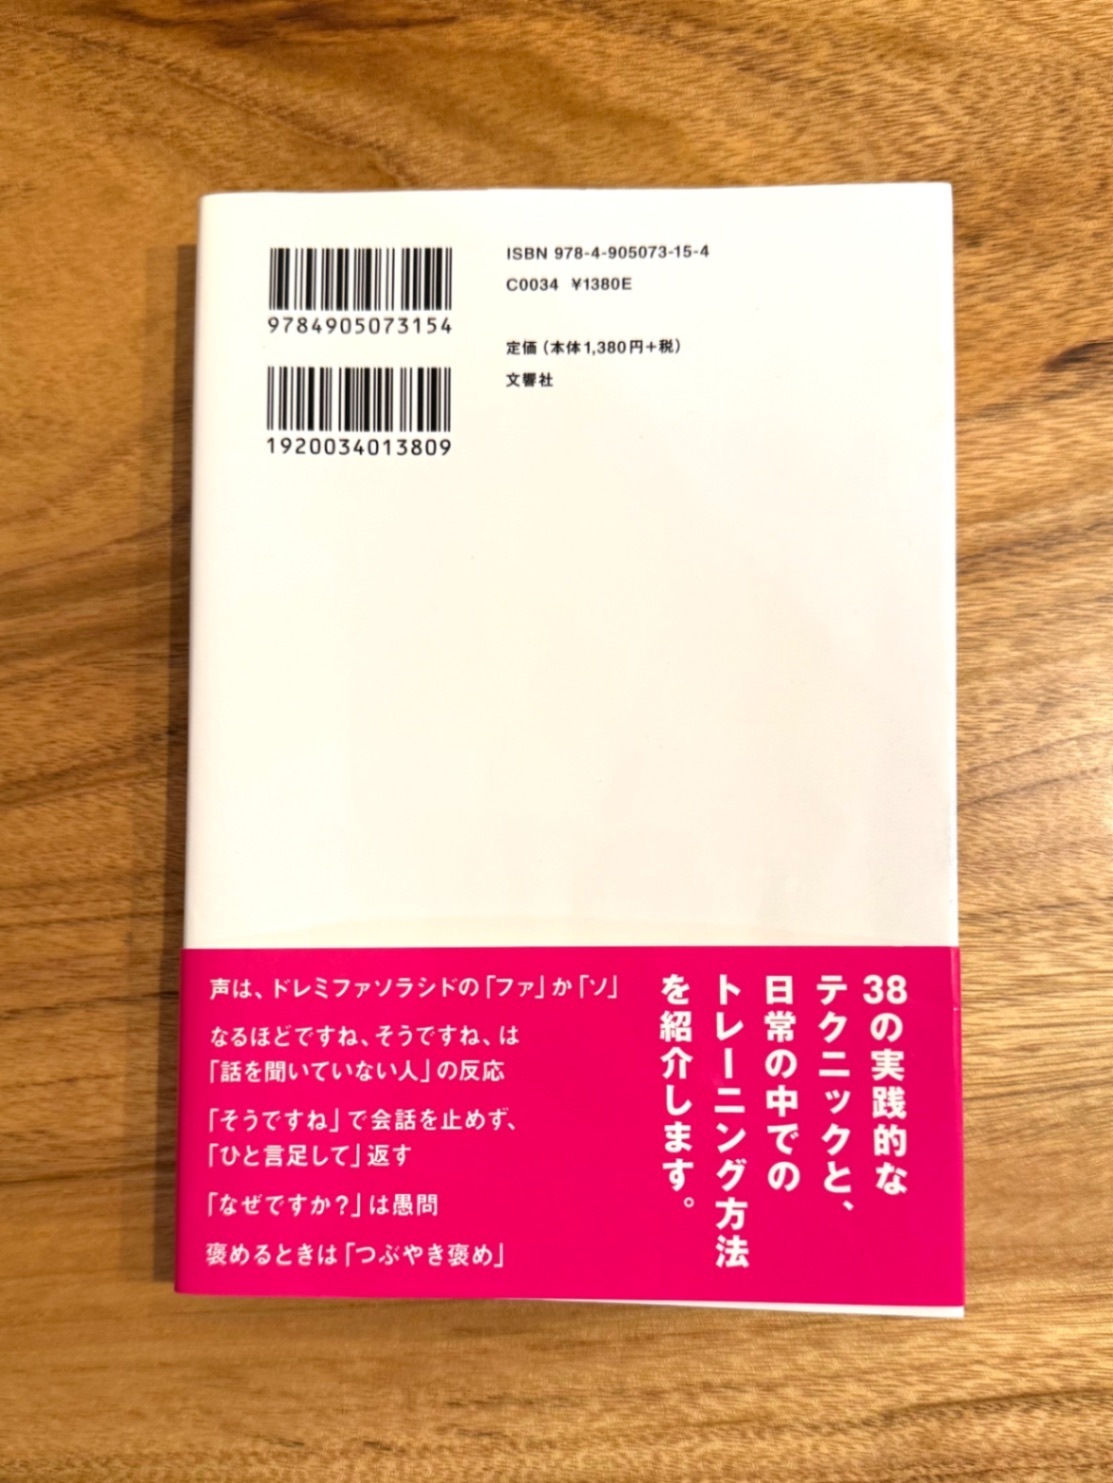 9784905073154
1920034013809
ISBN 978-4-905073-15-4
C0034 ¥1380E
定価（本体1,380円+税）
文響社
38の実践的な
テクニックと、
日常の中での
トレーニング方法
を紹介します。
声は、ドレミファソラシドの「ファ」か「ソ」
なるほどですね、そうですね、は
「話を聞いていない人」の反応
「そうですね」で会話を止めず、
「ひと言足して」返す
「なぜですか？」は愚問
褒めるときは「つぶやき褒め」